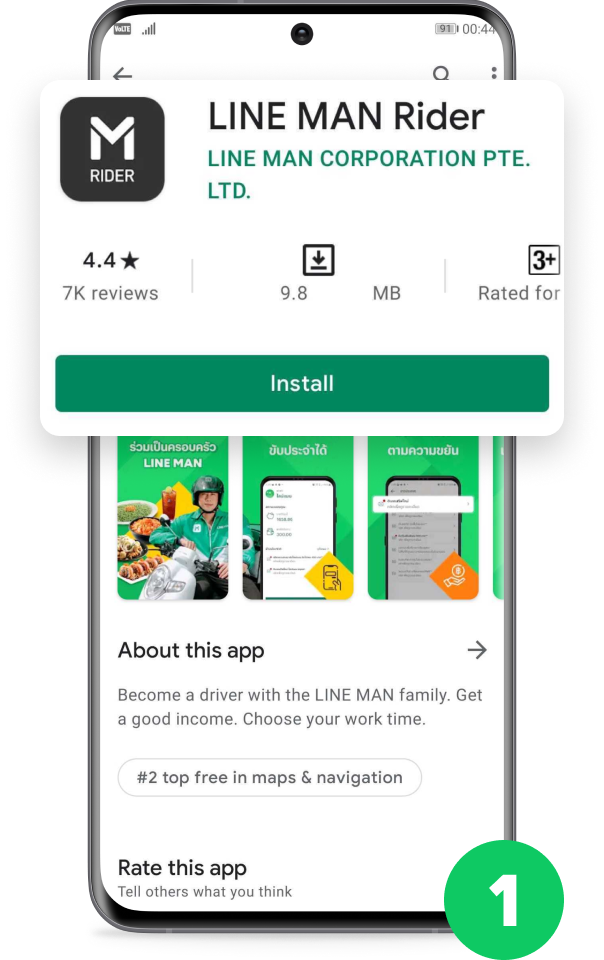 VoLTE
91 00:44
M
RIDER
LINE MAN Rider
LINE MAN CORPORATION PTE.
LTD.
4.4★
7K reviews
9.8 MB
3+
Rated for
Install
ร่วมเป็นครอบครัว
LINE MAN
ขับประจำได้
ตามความขยัน
About this app
Become a driver with the LINE MAN family. Get
a good income. Choose your work time.
#2 top free in maps & navigation
Rate this app
Tell others what you think
1